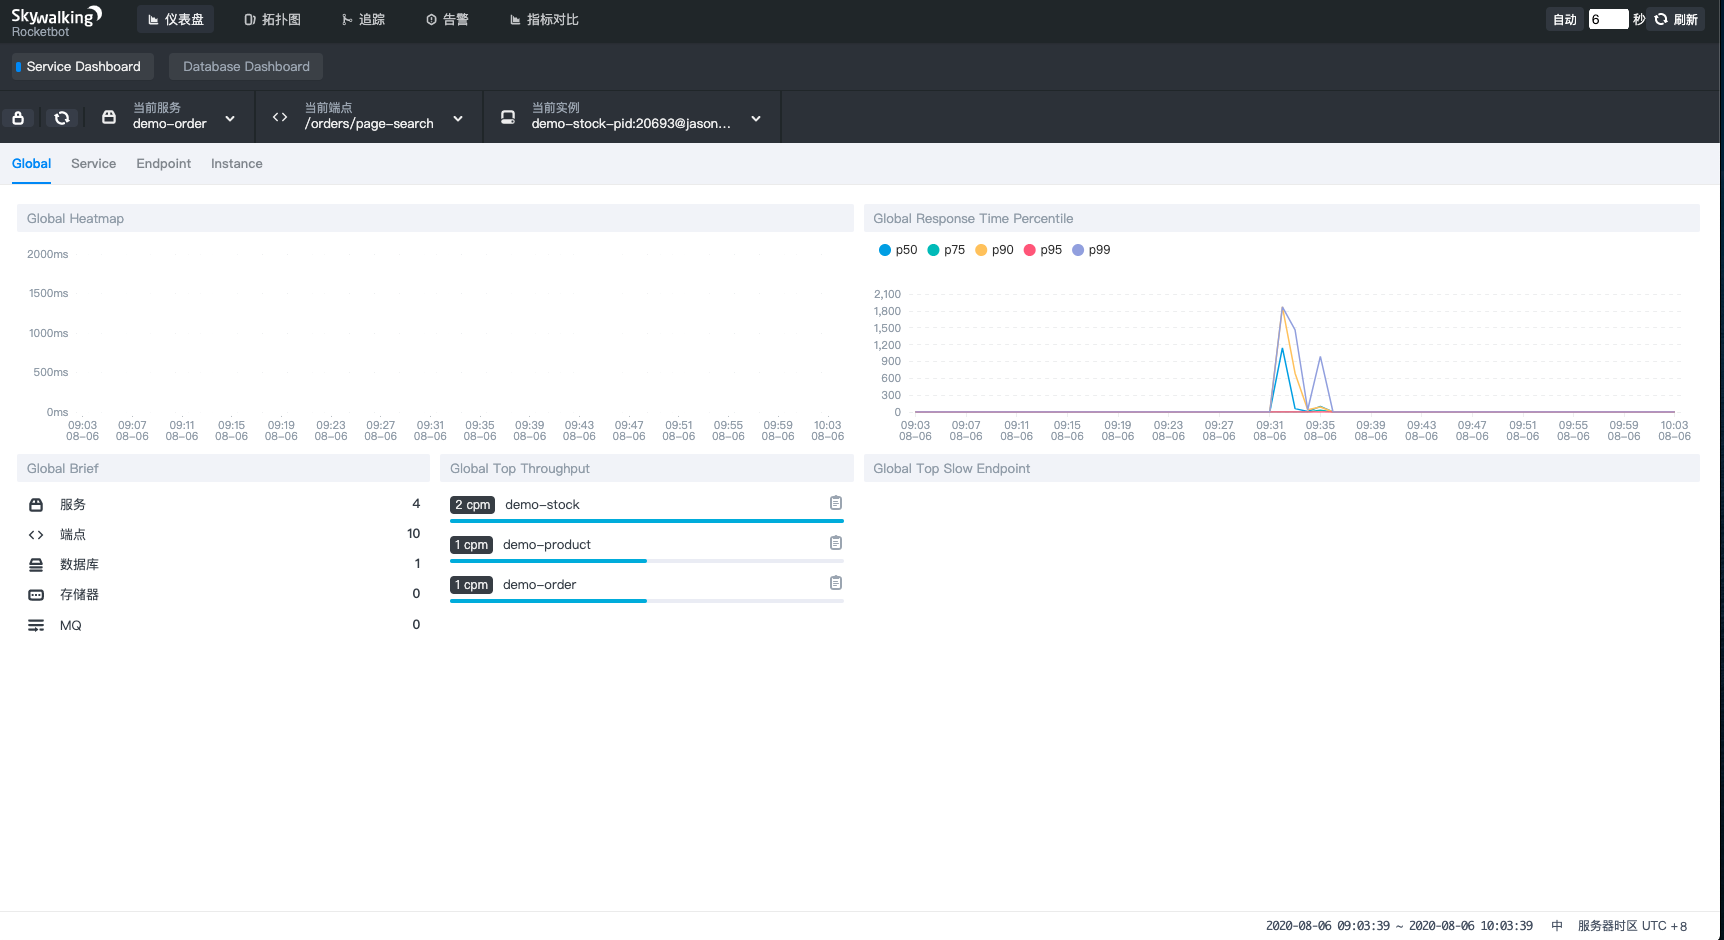 Skywalking
Rocketbot
仪表盘
拓扑图
追踪
告警
指标对比
自动 6 秒 刷新
Service Dashboard
Database Dashboard
当前服务
demo-order
当前端点
/orders/page-search
当前实例
demo-stock-pid:20693@jason...
Global
Service
Endpoint
Instance
Global Heatmap
2000ms
1500ms
1000ms
500ms
0ms
09:03 09:07 09:11 09:15 09:19 09:23 09:27 09:31 09:35 09:39 09:43 09:47 09:51 09:55 09:59 10:03
08-06 08-06 08-06 08-06 08-06 08-06 08-06 08-06 08-06 08-06 08-06 08-06 08-06 08-06 08-06 08-06
Global Response Time Percentile
p50 p75 p90 p95 p99
2,100
1,800
1,500
1,200
900
600
300
0
09:03 09:07 09:11 09:15 09:19 09:23 09:27 09:31 09:35 09:39 09:43 09:47 09:51 09:55 09:59 10:03
08-06 08-06 08-06 08-06 08-06 08-06 08-06 08-06 08-06 08-06 08-06 08-06 08-06 08-06 08-06 08-06
Global Brief
服务 4
端点 10
数据库 1
存储器 0
MQ 0
Global Top Throughput
2 cpm demo-stock
1 cpm demo-product
1 cpm demo-order
Global Top Slow Endpoint
2020-08-06 09:03:39 ~ 2020-08-06 10:03:39 中 服务器时区 UTC +8